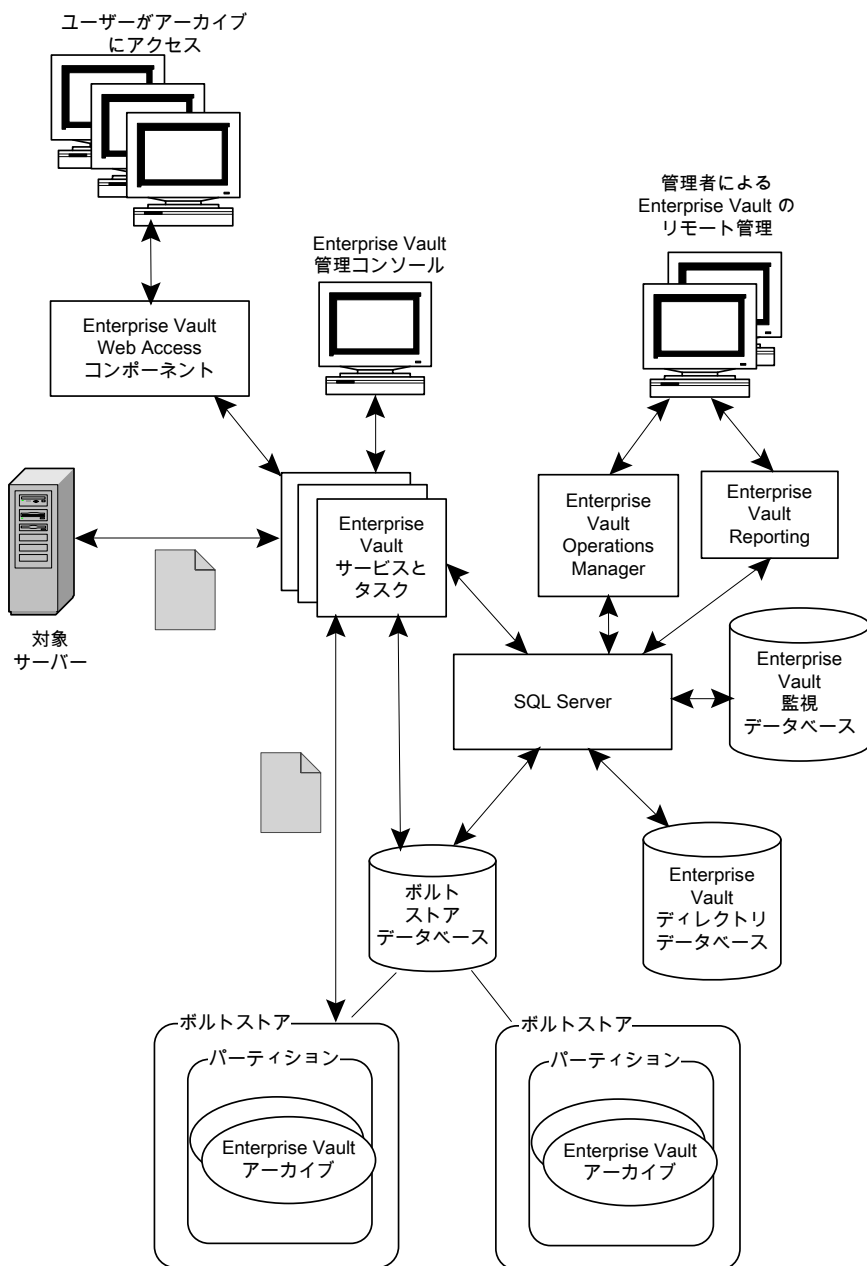 ユーザーがアーカイブ
にアクセス
管理者による
Enterprise Vault の
リモート管理
Enterprise Vault
管理コンソール
Enterprise Vault
Web Access
コンポーネント
Enterprise
Vault
サービスと
タスク
Enterprise
Vault
Operations
Manager
Enterprise
Vault
Reporting
対象
サーバー
SQL Server
Enterprise
Vault
監視
データベース
ボルト
ストア
データベース
Enterprise
Vault
ディレクトリ
データベース
ボルトストア
パーティション
Enterprise Vault
アーカイブ
ボルトストア
パーティション
Enterprise Vault
アーカイブ